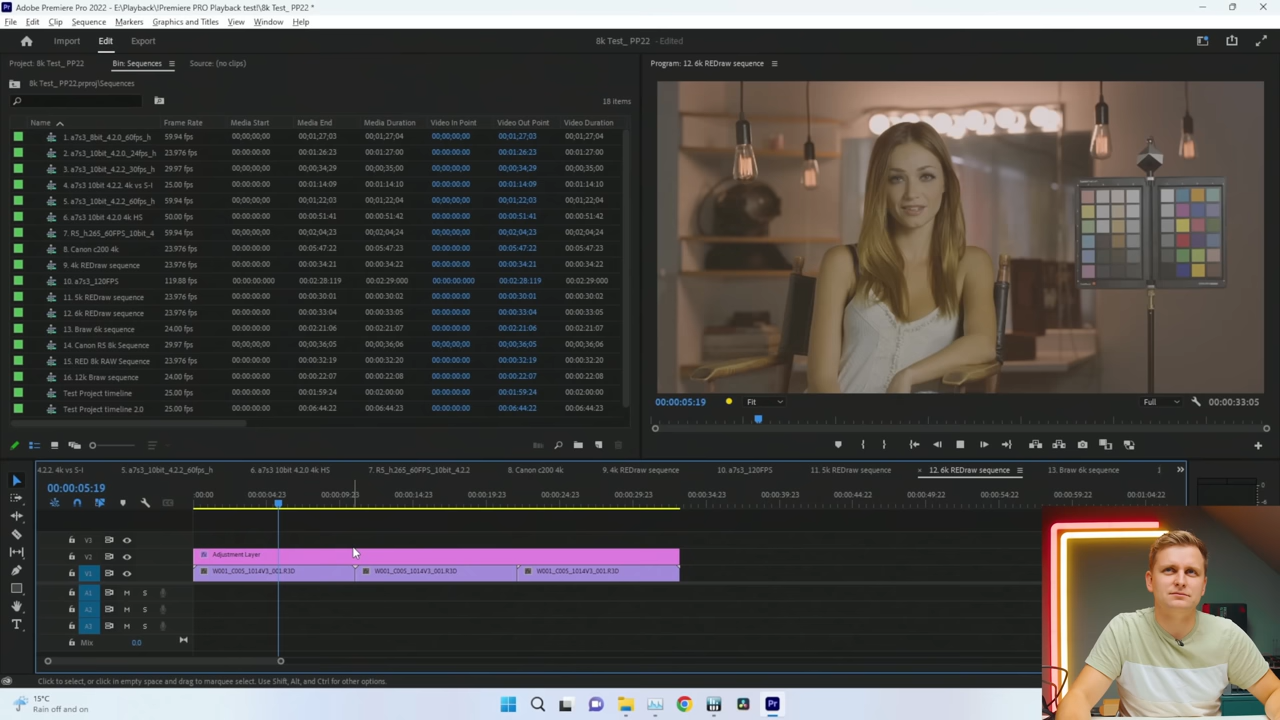 Adobe Premiere Pro 2022 - E:\Playback\!Premiere PRO Playback test!\8k Test_ PP22 *
File Edit Clip Sequence Markers Graphics and Titles View Window Help
Import Edit Export
8k Test_ PP22 - Edited
Project: 8k Test_ PP22 Bin: Sequences Source: (no clips)
Program: 12. 6k REDraw sequence
8k Test_ PP22.prproj\Sequences
18 items
Name Frame Rate Media Start Media End Media Duration Video In Point Video Out Point Video Duration
1. a7s3_8bit_4.2.0_60fps_h 59.94 fps 00;00;00;00 00;01;27;03 00;01;27;04 00;00;00;00 00;01;27;03 00;01;27;04
2. a7s3_10bit_4.2.0_24fps_h 23.976 fps 00:00:00:00 00:01:26:23 00:01:27:00 00:00:00:00 00:01:26:23 00:01:27:00
3. a7s3_10bit_4.2.2_30fps_h 29.97 fps 00;00;00;00 00;00;34;29 00;00;35;00 00;00;00;00 00;00;34;29 00;00;35;00
4. a7s3 10bit 4.2.2. 4k vs S-I 25.00 fps 00:00:00:00 00:01:14:09 00:01:14:10 00:00:00:00 00:01:14:09 00:01:14:10
5. a7s3_10bit_4.2.2_60fps_h 59.94 fps 00;00;00;00 00;01;22;03 00;01;22;04 00;00;00;00 00;01;22;03 00;01;22;04
6. a7s3 10bit 4.2.0 4k HS 50.00 fps 00:00:00:00 00:00:51:41 00:00:51:42 00:00:00:00 00:00:51:41 00:00:51:42
7. R5_h265_60FPS_10bit_4 59.94 fps 00;00;00;00 00;02;04;23 00;02;04;24 00;00;00;00 00;02;04;23 00;02;04;24
8. Canon c200 4k 23.976 fps 00:00:00:00 00:05:47:22 00:05:47:23 00:00:00:00 00:05:47:22 00:05:47:23
9. 4k REDraw sequence 23.976 fps 00:00:00:00 00:00:34:21 00:00:34:22 00:00:00:00 00:00:34:21 00:00:34:22
10. a7s3_120FPS 119.88 fps 00:00:00:000 00:02:28:119 00:02:29:000 00:00:00:000 00:02:28:119 00:02:29:000
11. 5k REDraw sequence 23.976 fps 00:00:00:00 00:00:30:01 00:00:30:02 00:00:00:00 00:00:30:01 00:00:30:02
12. 6k REDraw sequence 23.976 fps 00:00:00:00 00:00:33:04 00:00:33:05 00:00:00:00 00:00:33:04 00:00:33:05
13. Braw 6k sequence 24.00 fps 00:00:00:00 00:02:21:06 00:02:21:07 00:00:00:00 00:02:21:06 00:02:21:07
14. Canon R5 8k Sequence 29.97 fps 00;00;00;00 00;00;36;05 00;00;36;06 00;00;00;00 00;00;36;05 00;00;36;06
15. RED 8k RAW Sequence 23.976 fps 00:00:00:00 00:00:32:19 00:00:32:20 00:00:00:00 00:00:32:19 00:00:32:20
16. 12k Braw sequence 24.00 fps 00:00:00:00 00:00:22:07 00:00:22:08 00:00:00:00 00:00:22:07 00:00:22:08
Test Project timeline 25.00 fps 00:00:00:00 00:01:59:24 00:02:00:00 00:00:00:00 00:01:59:24 00:02:00:00
Test Project timeline 2.0 25.00 fps 00:00:00:00 00:06:44:22 00:06:44:23 00:00:00:00 00:06:44:22 00:06:44:23
00:00:05:19 Fit Full 00:00:33:05
4.2.2. 4k vs S-I 5. a7s3_10bit_4.2.2_60fps_h 6. a7s3 10bit 4.2.0 4k HS 7. R5_h.265_60FPS_10bit_4.2.2 8. Canon c200 4k 9. 4k REDraw sequence 10. a7s3_120FPS 11. 5k REDraw sequence × 12. 6k REDraw sequence 13. Braw 6k sequence
00:00:05:19
:00:00 00:00:04:23 00:00:09:23 00:00:14:23 00:00:19:23 00:00:24:23 00:00:29:23 00:00:34:23 00:00:39:23 00:00:44:22 00:00:49:22 00:00:54:22 00:00:59:22 00:01:04:22
0
-6
V3
V2 fx Adjustment Layer
V1 W001_C005_1014V3_001.R3D W001_C005_1014V3_001.R3D W001_C005_1014V3_001.R3D
A1 A1 M S
A2 A2 M S
A3 A3 M S
Mix 0.0
Click to select, or click in empty space and drag to marquee select. Use Shift, Alt, and Ctrl for other options.
15°C
Rain off and on